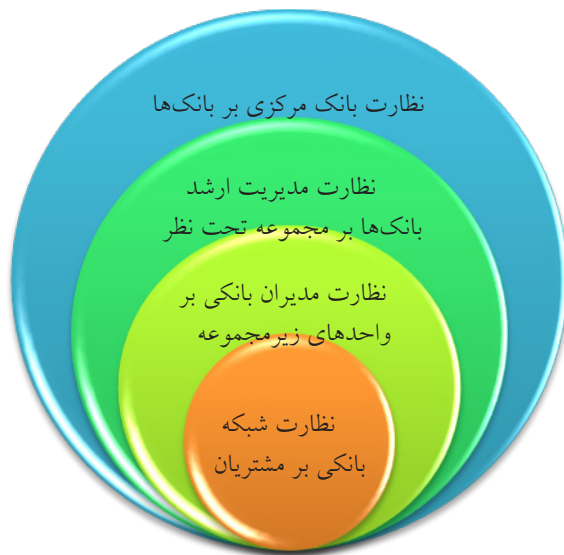 نظارت بانک مرکزی بر بانک‌ها
نظارت مدیریت ارشد
بانک‌ها بر مجموعه تحت نظر
نظارت مدیران بانکی بر
واحدهای زیرمجموعه
نظارت شبکه
بانکی بر مشتریان